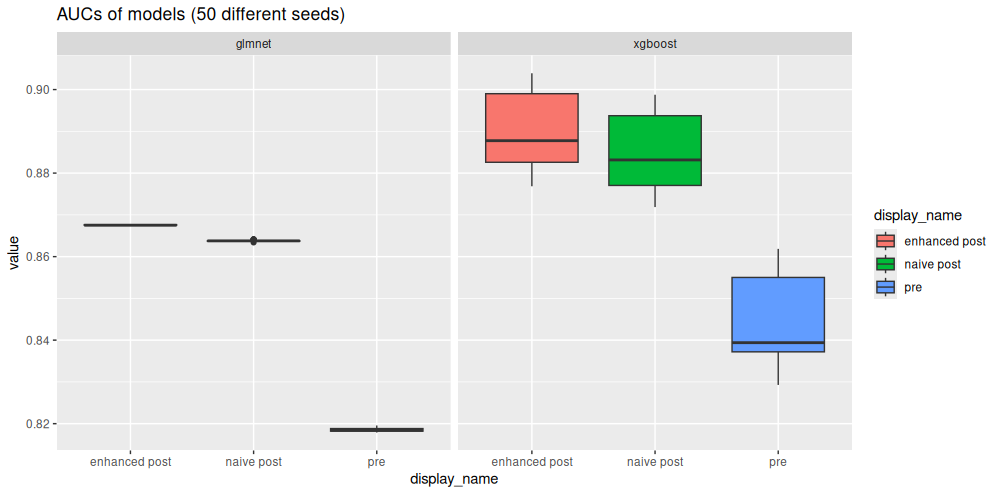 AUCs of models (50 different seeds)
glmnet
xgboost
value
0.90
0.88
0.86
0.84
0.82
enhanced post
naive post
pre
enhanced post
naive post
pre
display_name
display_name
enhanced post
naive post
pre